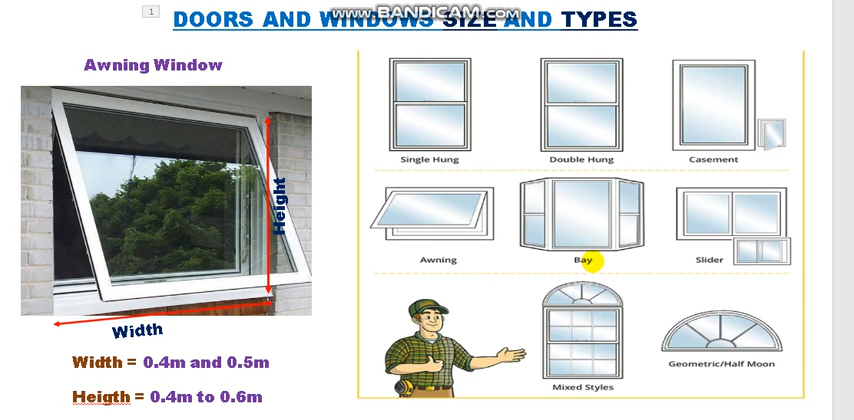 1
www.BANDICAM.com
DOORS AND WINDOWS SIZE AND TYPES
Awning Window
Height
Width
Width = 0.4m and 0.5m
Heigth = 0.4m to 0.6m
Single Hung
Double Hung
Casement
Awning
Bay
Slider
Mixed Styles
Geometric/Half Moon